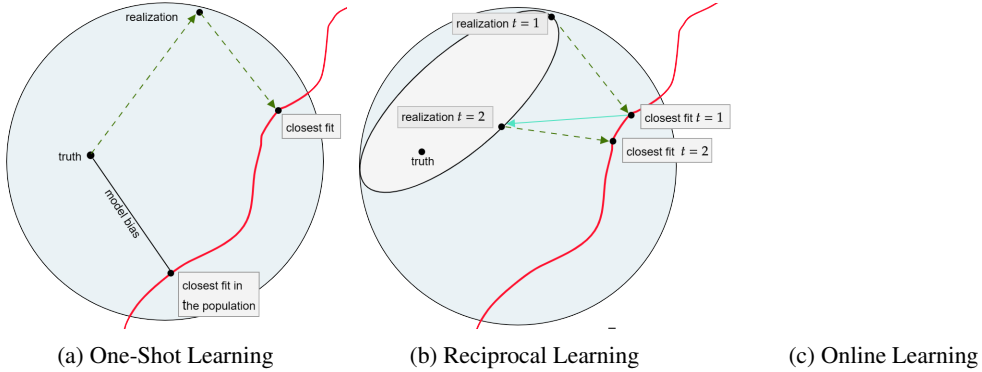 realization
truth
model bias
closest fit
closest fit in
the population
realization t = 1
realization t = 2
truth
closest fit t = 1
closest fit t = 2
(a) One-Shot Learning
(b) Reciprocal Learning
(c) Online Learning